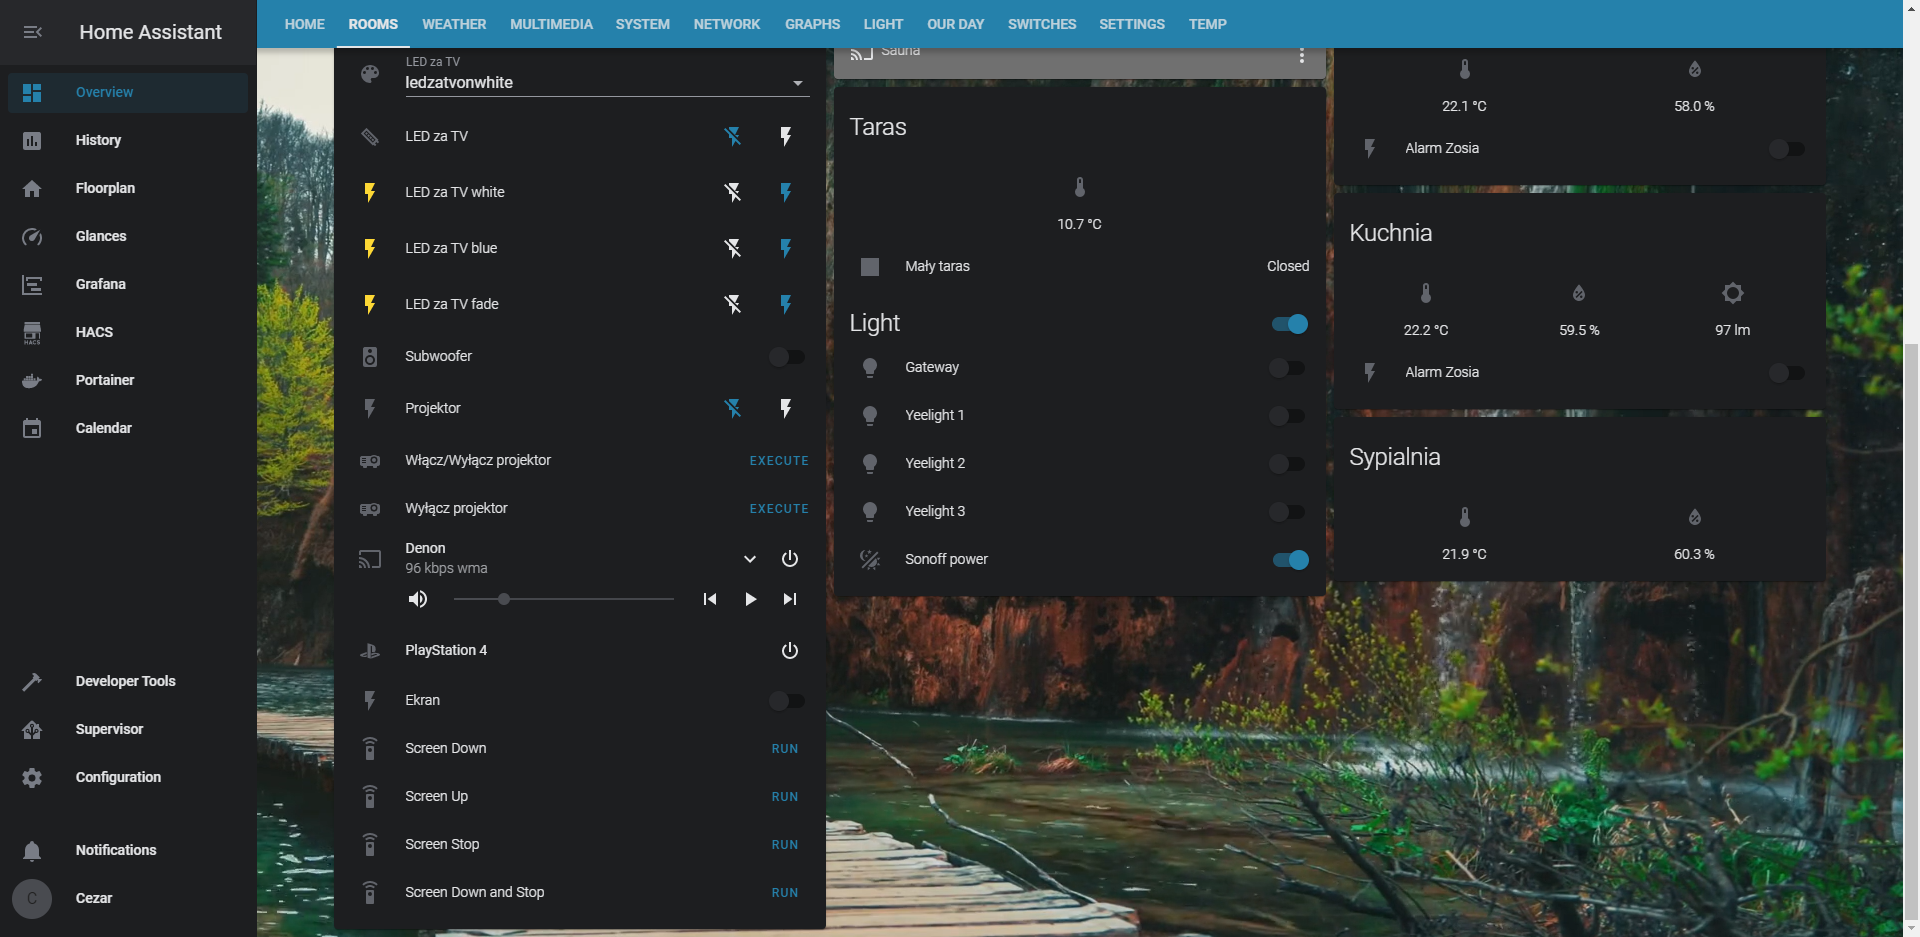 Home Assistant
HOME ROOMS WEATHER MULTIMEDIA SYSTEM NETWORK GRAPHS LIGHT OUR DAY SWITCHES SETTINGS TEMP
Overview
History
Floorplan
Glances
Grafana
HACS
HACS
Portainer
Calendar
Developer Tools
Supervisor
Configuration
Notifications
C
Cezar
LED za TV
ledzatvonwhite
LED za TV
LED za TV white
LED za TV blue
LED za TV fade
Subwoofer
Projektor
Włącz/Wyłącz projektor EXECUTE
Wyłącz projektor EXECUTE
Denon
96 kbps wma
PlayStation 4
Ekran
Screen Down RUN
Screen Up RUN
Screen Stop RUN
Screen Down and Stop RUN
Sauna
Taras
10.7 °C
Mały taras Closed
Light
Gateway
Yeelight 1
Yeelight 2
Yeelight 3
Sonoff power
22.1 °C 58.0 %
Alarm Zosia
Kuchnia
22.2 °C 59.5 % 97 lm
Alarm Zosia
Sypialnia
21.9 °C 60.3 %